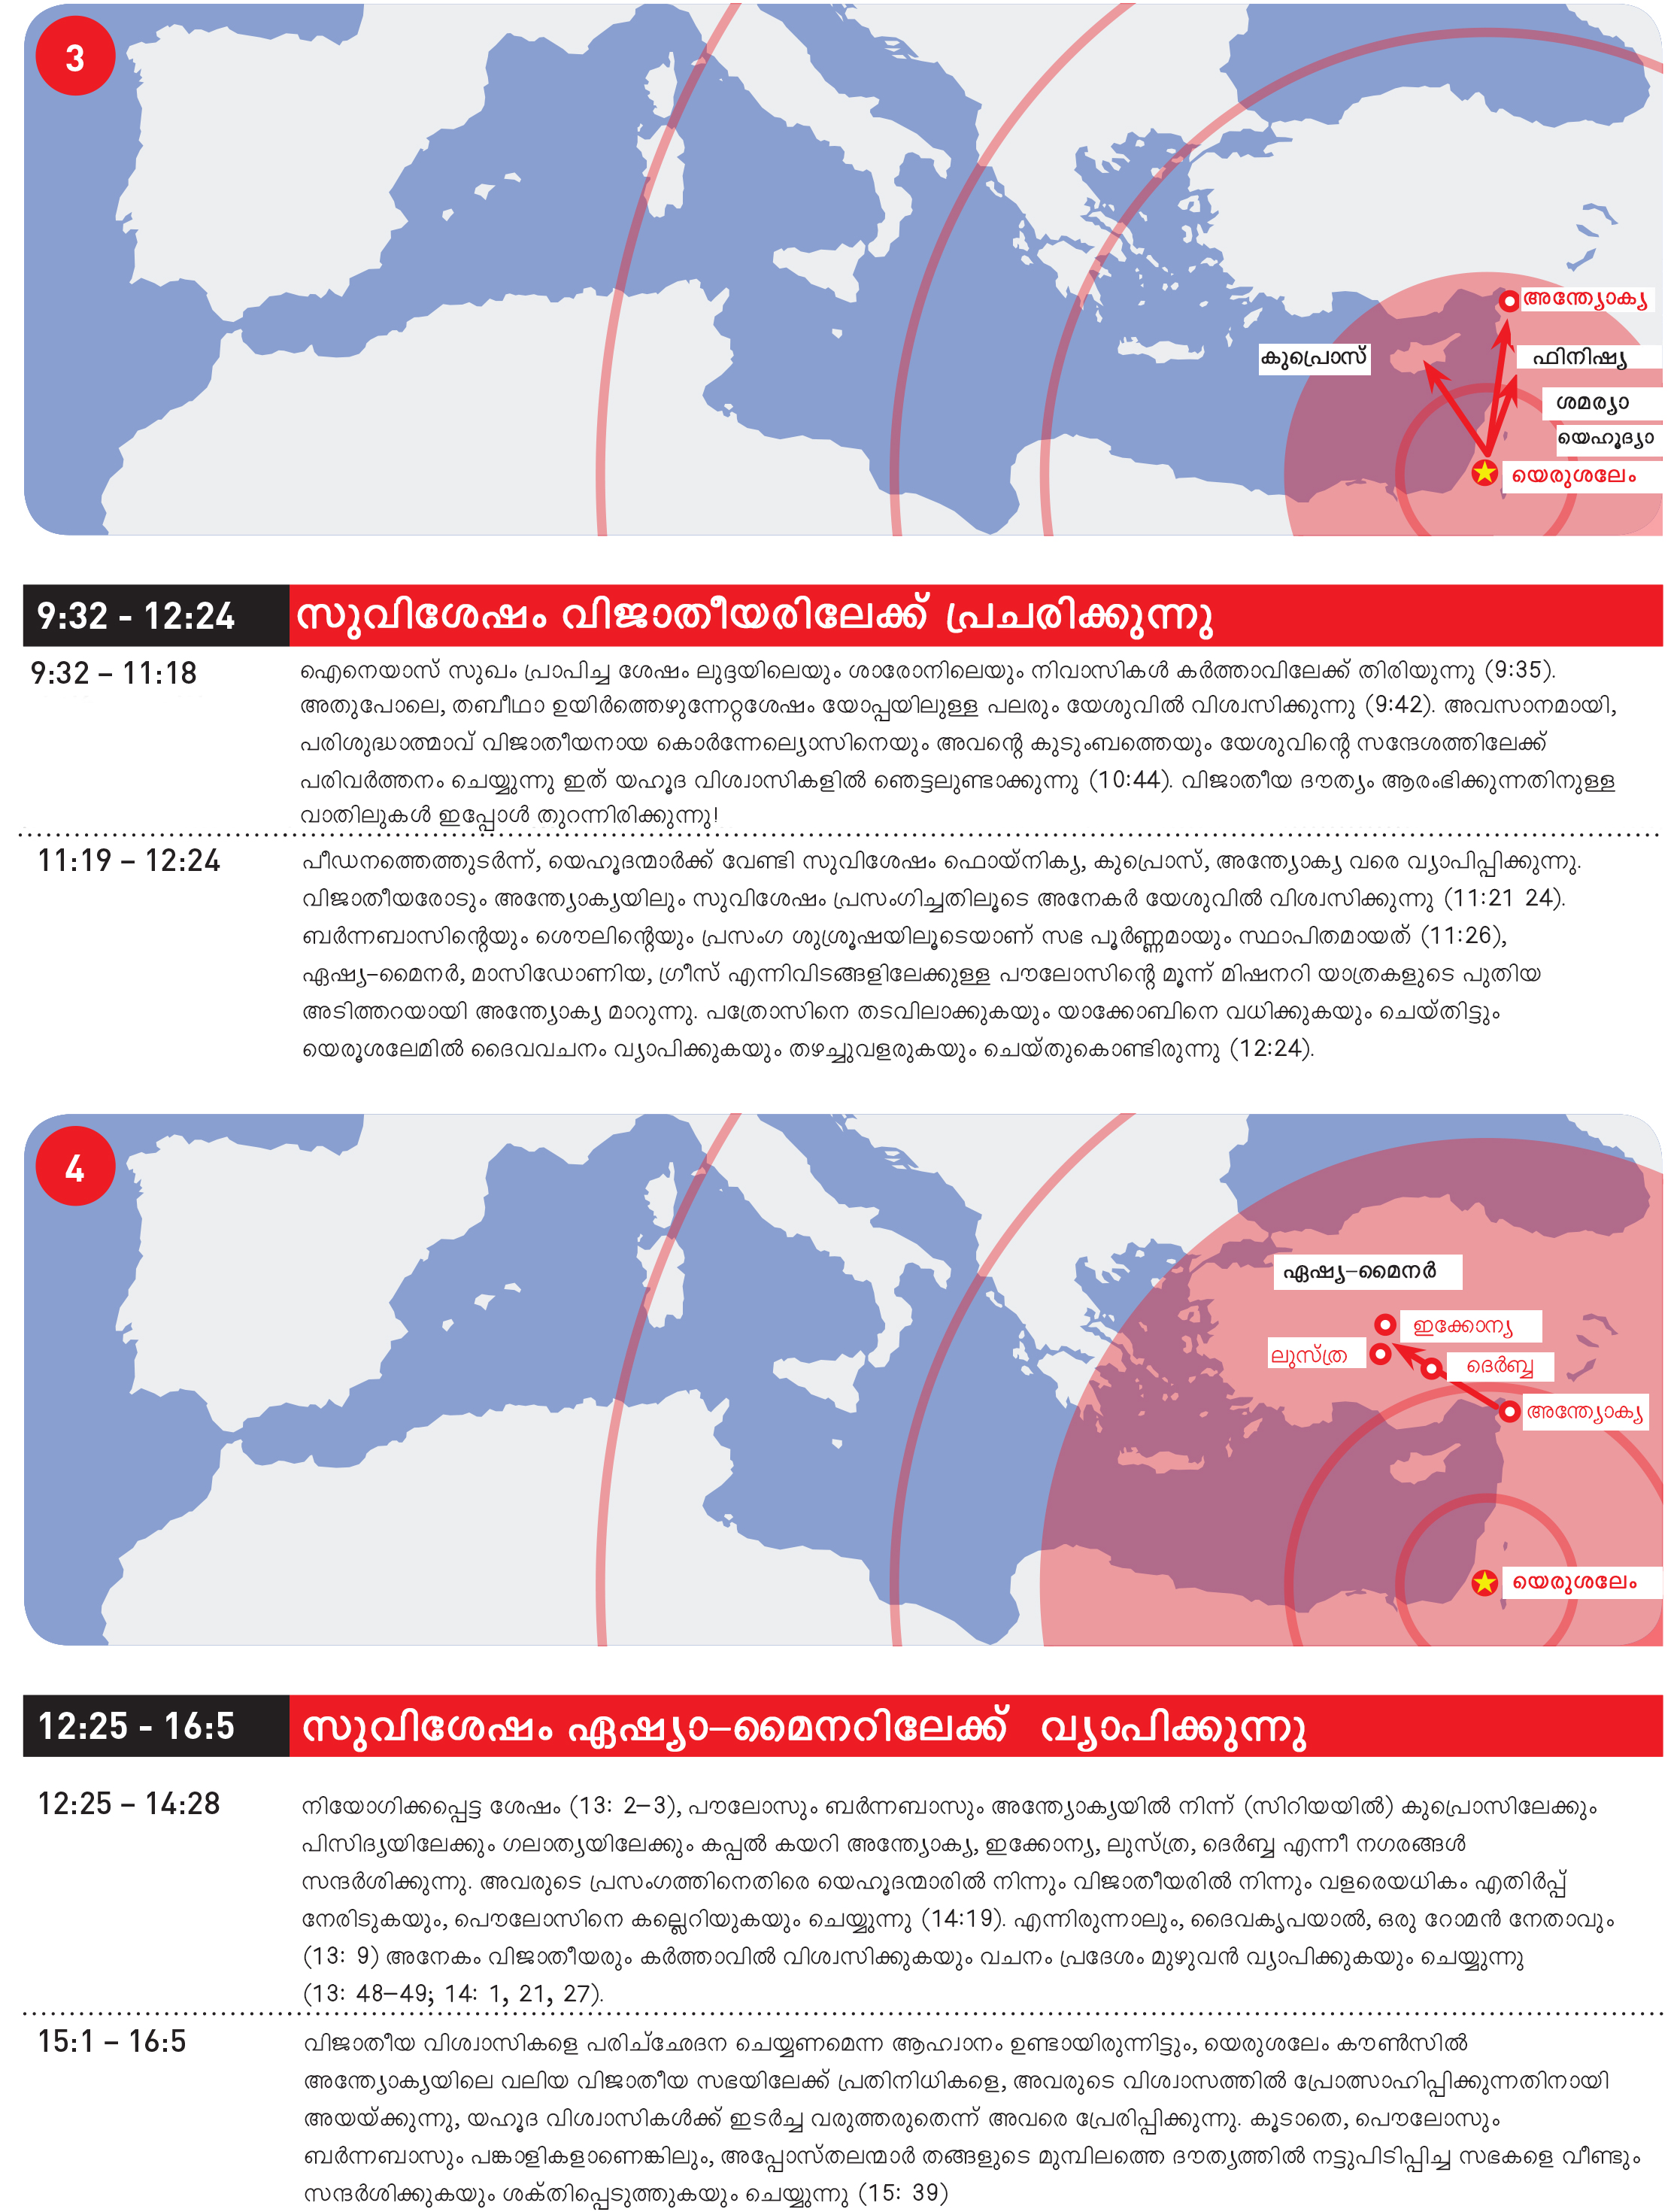 3
അന്ത്യോക്യ
കുപ്രൊസ്
ഫിനിഷ്യ
ശമര്യാ
യെഹൂദ്യാ
യെരുശലേം
9:32 - 12:24 സുവിശേഷം വിജാതീയരിലേക്ക് പ്രചരിക്കുന്നു
9:32 – 11:18 ഐനെയാസ് സുഖം പ്രാപിച്ച ശേഷം ലുദ്ദയിലെയും ശാരോനിലെയും നിവാസികൾ കർത്താവിലേക്ക് തിരിയുന്നു (9:35).
അതുപോലെ, തബീഥാ ഉയിർത്തെഴുന്നേറ്റശേഷം യോപ്പയിലുള്ള പലരും യേശുവിൽ വിശ്വസിക്കുന്നു (9:42). അവസാനമായി,
പരിശുദ്ധാത്മാവ് വിജാതീയനായ കൊർന്നേല്യൊസിനെയും അവന്റെ കുടുംബത്തെയും യേശുവിന്റെ സന്ദേശത്തിലേക്ക്
പരിവർത്തനം ചെയ്യുന്നു ഇത് യഹൂദ വിശ്വാസികളിൽ ഞെട്ടലുണ്ടാക്കുന്നു (10:44). വിജാതീയ ദൗത്യം ആരംഭിക്കുന്നതിനുള്ള
വാതിലുകൾ ഇപ്പോൾ തുറന്നിരിക്കുന്നു!
11:19 – 12:24 പീഡനത്തെത്തുടർന്ന്, യെഹൂദന്മാർക്ക് വേണ്ടി സുവിശേഷം ഫൊയ്നിക്യ, കുപ്രൊസ്, അന്ത്യോക്യ വരെ വ്യാപിപ്പിക്കുന്നു.
വിജാതീയരോടും അന്ത്യോക്യയിലും സുവിശേഷം പ്രസംഗിച്ചതിലൂടെ അനേകർ യേശുവിൽ വിശ്വസിക്കുന്നു (11:21 24).
ബർന്നബാസിന്റെയും ശൌലിന്റെയും പ്രസംഗ ശുശ്രൂഷയിലൂടെയാണ് സഭ പൂർണ്ണമായും സ്ഥാപിതമായത് (11:26),
ഏഷ്യ–മൈനർ, മാസിഡോണിയ, ഗ്രീസ് എന്നിവിടങ്ങളിലേക്കുള്ള പൗലോസിന്റെ മൂന്ന് മിഷനറി യാത്രകളുടെ പുതിയ
അടിത്തറയായി അന്ത്യോക്യ മാറുന്നു. പത്രോസിനെ തടവിലാക്കുകയും യാക്കോബിനെ വധിക്കുകയും ചെയ്തിട്ടും
യെരൂശലേമിൽ ദൈവവചനം വ്യാപിക്കുകയും തഴച്ചുവളരുകയും ചെയ്തുകൊണ്ടിരുന്നു (12:24).
4
ഏഷ്യ–മൈനർ
ഇക്കോന്യ
ലുസ്ത്ര
ദെർബ്ബ
അന്ത്യോക്യ
യെരുശലേം
12:25 - 16:5 സുവിശേഷം ഏഷ്യാ–മൈനറിലേക്ക് വ്യാപിക്കുന്നു
12:25 – 14:28 നിയോഗിക്കപ്പെട്ട ശേഷം (13: 2–3), പൗലോസും ബർന്നബാസും അന്ത്യോക്യയിൽ നിന്ന് (സിറിയയിൽ) കുപ്രൊസിലേക്കും
പിസിദ്യയിലേക്കും ഗലാത്യയിലേക്കും കപ്പൽ കയറി അന്ത്യോക്യ, ഇക്കോന്യ, ലുസ്ത്ര, ദെർബ്ബ എന്നീ നഗരങ്ങൾ
സന്ദർശിക്കുന്നു. അവരുടെ പ്രസംഗത്തിനെതിരെ യെഹൂദന്മാരിൽ നിന്നും വിജാതീയരിൽ നിന്നും വളരെയധികം എതിർപ്പ്
നേരിടുകയും, പൌലോസിനെ കല്ലെറിയുകയും ചെയ്യുന്നു (14:19). എന്നിരുന്നാലും, ദൈവകൃപയാൽ, ഒരു റോമൻ നേതാവും
(13: 9) അനേകം വിജാതീയരും കർത്താവിൽ വിശ്വസിക്കുകയും വചനം പ്രദേശം മുഴുവൻ വ്യാപിക്കുകയും ചെയ്യുന്നു
(13: 48–49; 14: 1, 21, 27).
15:1 – 16:5 വിജാതീയ വിശ്വാസികളെ പരിച്ഛേദന ചെയ്യണമെന്ന ആഹ്വാനം ഉണ്ടായിരുന്നിട്ടും, യെരുശലേം കൗൺസിൽ
അന്ത്യോക്യയിലെ വലിയ വിജാതീയ സഭയിലേക്ക് പ്രതിനിധികളെ, അവരുടെ വിശ്വാസത്തിൽ പ്രോത്സാഹിപ്പിക്കുന്നതിനായി
അയയ്ക്കുന്നു, യഹൂദ വിശ്വാസികൾക്ക് ഇടർച്ച വരുത്തരുതെന്ന് അവരെ പ്രേരിപ്പിക്കുന്നു. കൂടാതെ, പൌലോസും
ബർന്നബാസും പങ്കാളികളാണെങ്കിലും, അപ്പോസ്തലന്മാർ തങ്ങളുടെ മുമ്പിലത്തെ ദൗത്യത്തിൽ നട്ടുപിടിപ്പിച്ച സഭകളെ വീണ്ടും
സന്ദർശിക്കുകയും ശക്തിപ്പെടുത്തുകയും ചെയ്യുന്നു (15: 39)